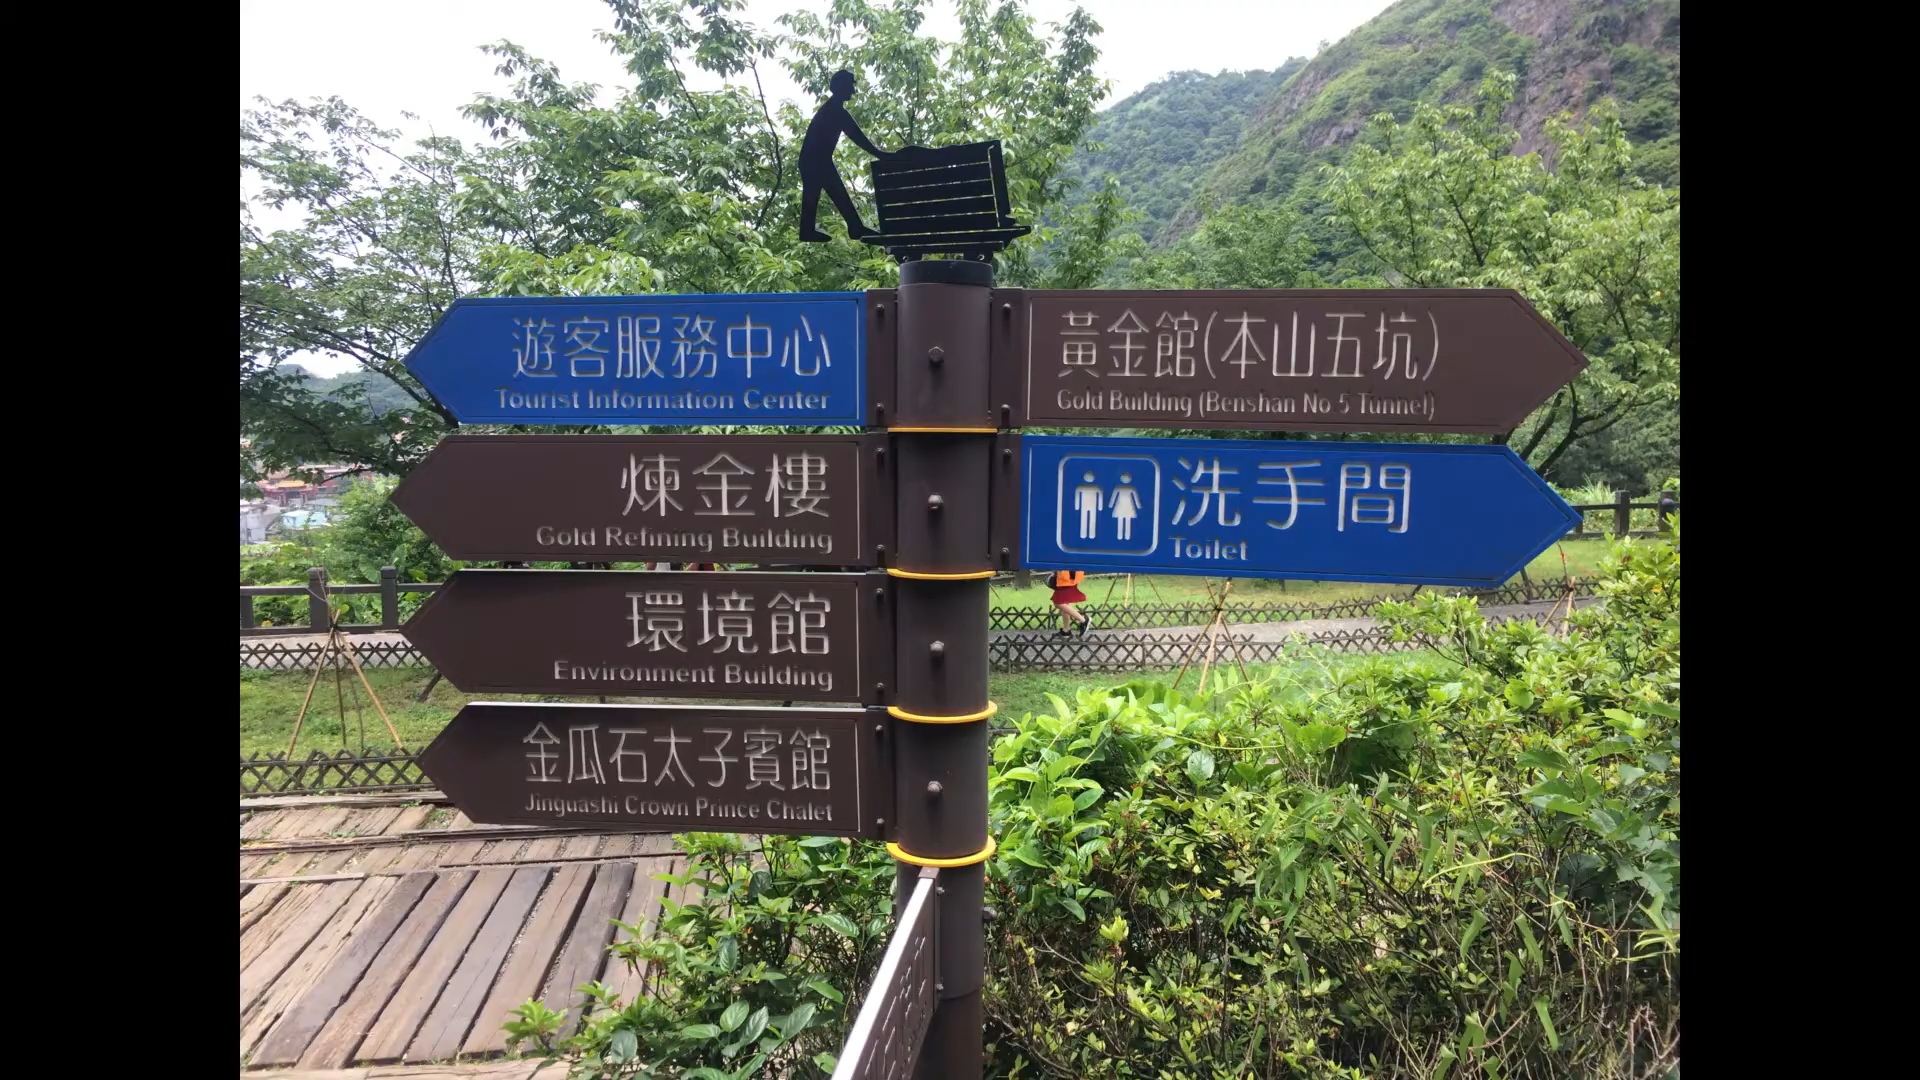 遊客服務中心
Tourist Information Center
煉金樓
Gold Refining Building
環境館
Environment Building
金瓜石太子賓館
Jinguashi Crown Prince Chalet
黃金館(本山五坑)
Gold Building (Benshan No.5 Tunnel)
洗手間
Toilet